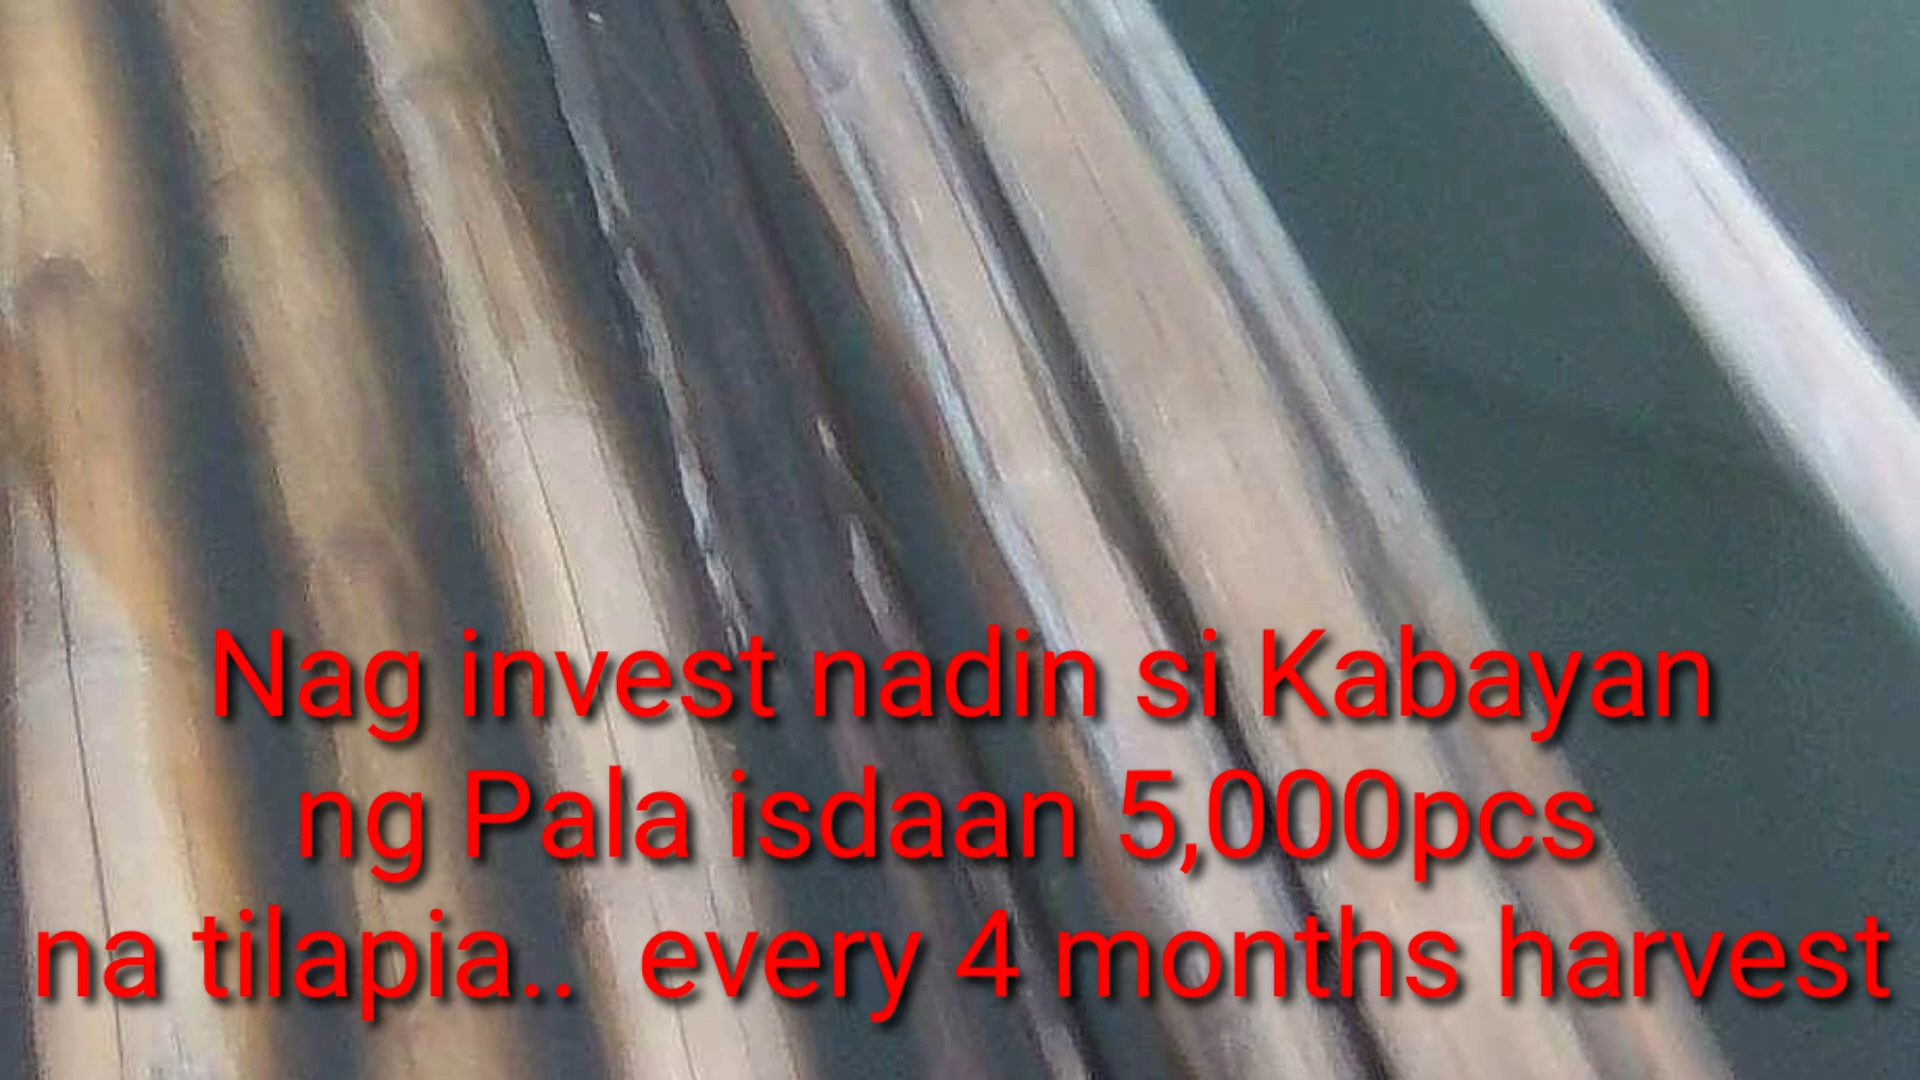 Nag invest nadin si Kabayan
ng Pala isdaan 5,000pcs
na tilapia.. every 4 months harvest